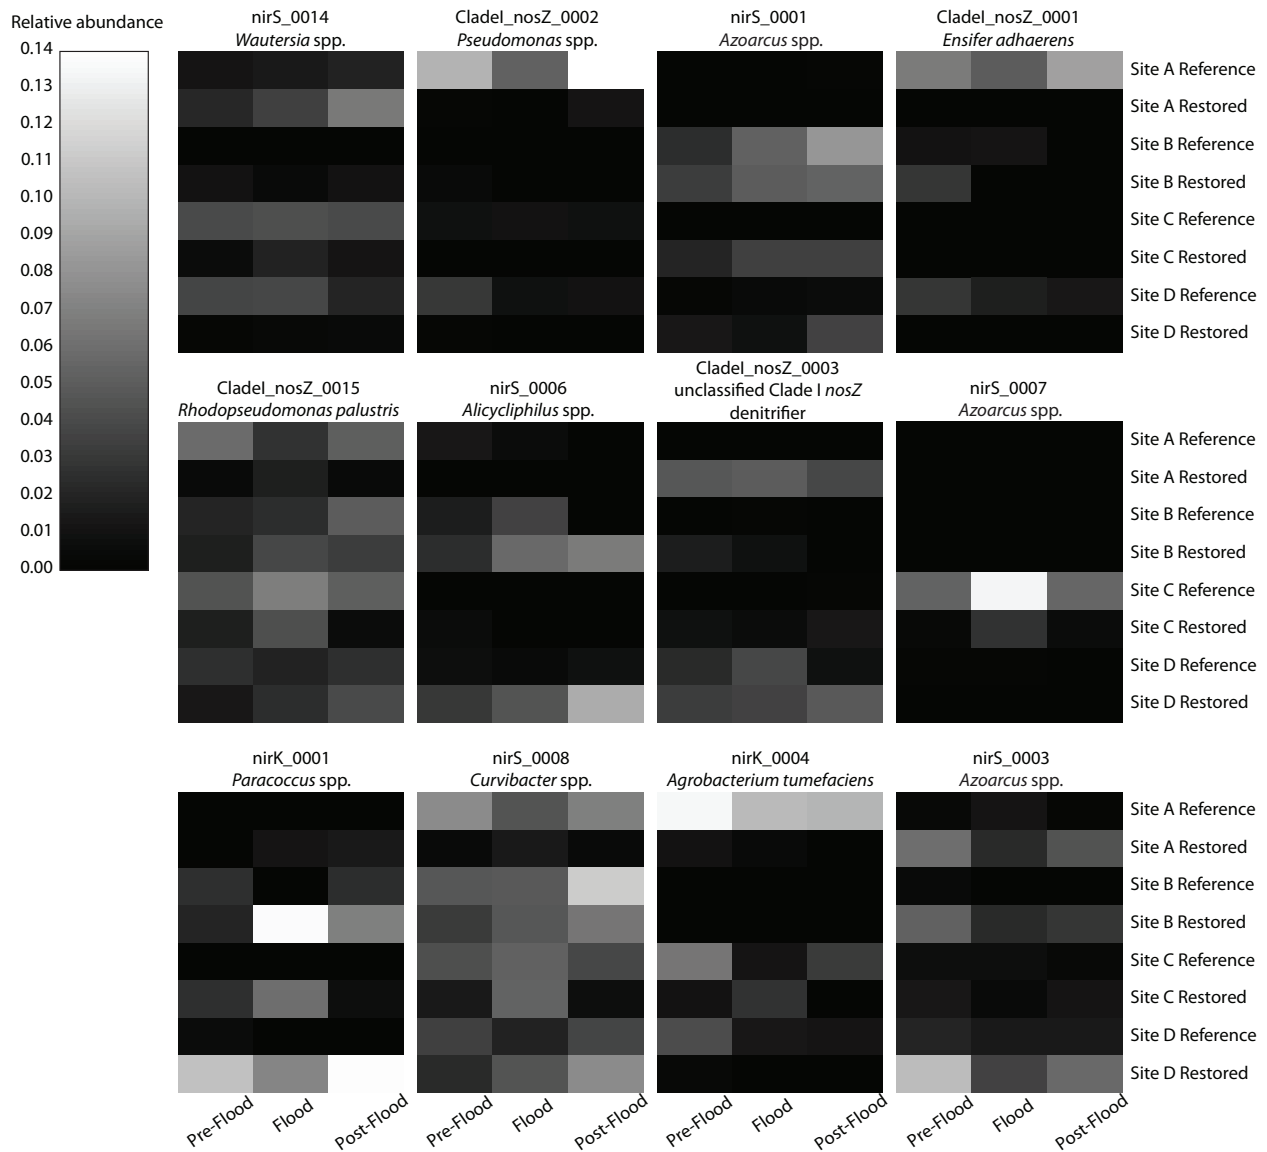 Relative abundance
0.14
0.13
0.12
0.11
0.10
0.09
0.08
0.07
0.06
0.05
0.04
0.03
0.02
0.01
0.00
nirS_0014
Wautersia spp.
CladeI_nosZ_0002
Pseudomonas spp.
nirS_0001
Azoarcus spp.
CladeI_nosZ_0001
Ensifer adhaerens
Site A Reference
Site A Restored
Site B Reference
Site B Restored
Site C Reference
Site C Restored
Site D Reference
Site D Restored
CladeI_nosZ_0015
Rhodopseudomonas palustris
nirS_0006
Alicycliphilus spp.
CladeI_nosZ_0003
unclassified Clade I nosZ
denitrifier
nirS_0007
Azoarcus spp.
Site A Reference
Site A Restored
Site B Reference
Site B Restored
Site C Reference
Site C Restored
Site D Reference
Site D Restored
nirK_0001
Paracoccus spp.
nirS_0008
Curvibacter spp.
nirK_0004
Agrobacterium tumefaciens
nirS_0003
Azoarcus spp.
Site A Reference
Site A Restored
Site B Reference
Site B Restored
Site C Reference
Site C Restored
Site D Reference
Site D Restored
Pre-Flood
Flood
Post-Flood
Pre-Flood
Flood
Post-Flood
Pre-Flood
Flood
Post-Flood
Pre-Flood
Flood
Post-Flood